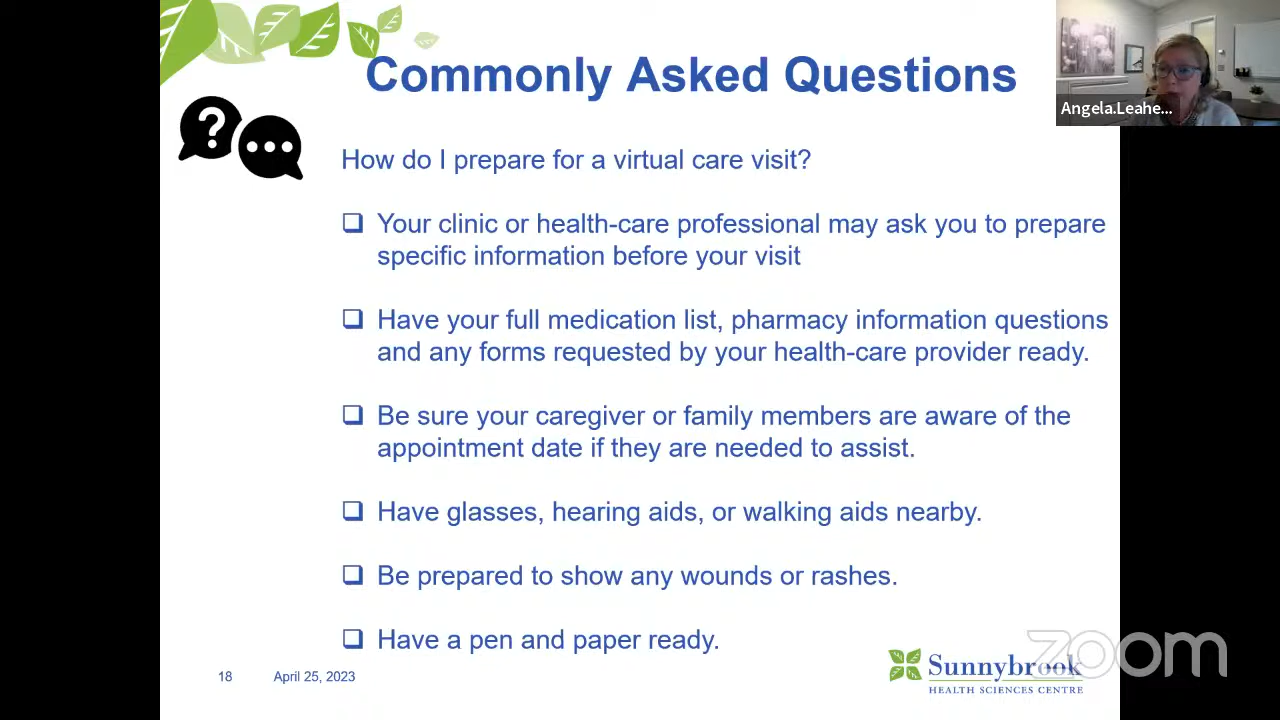 Commonly Asked Questions
Angela.Leahe...
How do I prepare for a virtual care visit?
Your clinic or health-care professional may ask you to prepare
specific information before your visit
Have your full medication list, pharmacy information questions
and any forms requested by your health-care provider ready.
Be sure your caregiver or family members are aware of the
appointment date if they are needed to assist.
Have glasses, hearing aids, or walking aids nearby.
Be prepared to show any wounds or rashes.
Have a pen and paper ready.
18 April 25, 2023
Sunnybrook
HEALTH SCIENCES CENTRE
zoom